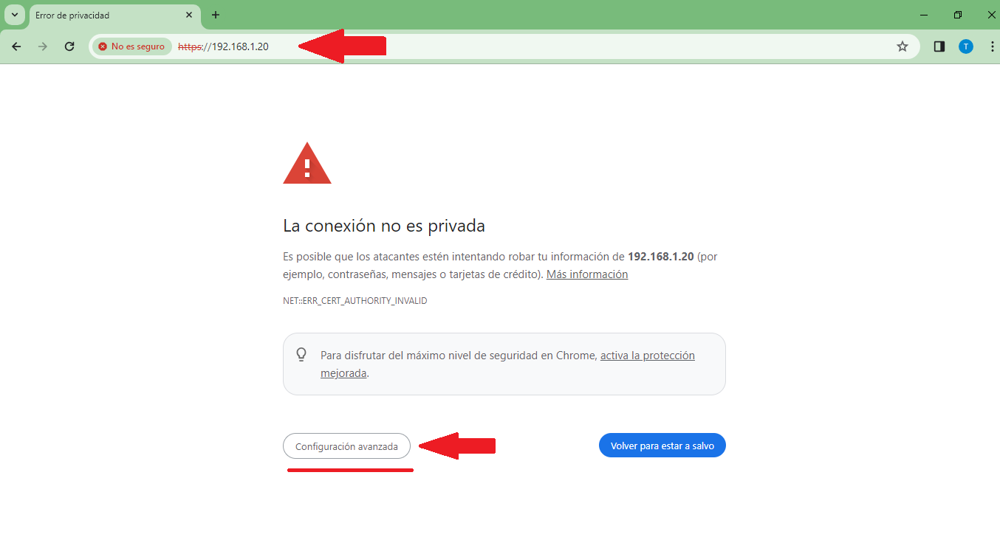 Error de privacidad
No es seguro https://192.168.1.20
T
La conexión no es privada
Es posible que los atacantes estén intentando robar tu información de 192.168.1.20 (por
ejemplo, contraseñas, mensajes o tarjetas de crédito). Más información
NET::ERR_CERT_AUTHORITY_INVALID
Para disfrutar del máximo nivel de seguridad en Chrome, activa la protección
mejorada.
Configuración avanzada
Volver para estar a salvo